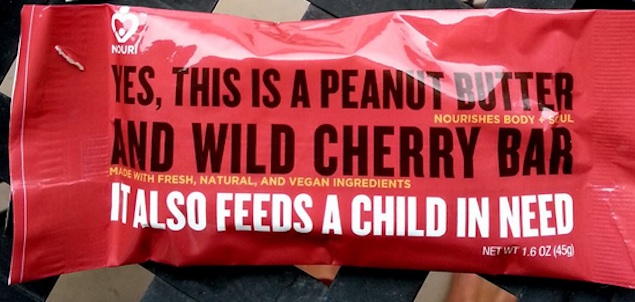 NOURI
YES, THIS IS A PEANUT BUTTER
NOURISHES BODY + SOUL
AND WILD CHERRY BAR
MADE WITH FRESH, NATURAL, AND VEGAN INGREDIENTS
IT ALSO FEEDS A CHILD IN NEED
NET WT 1.6 OZ (45g)